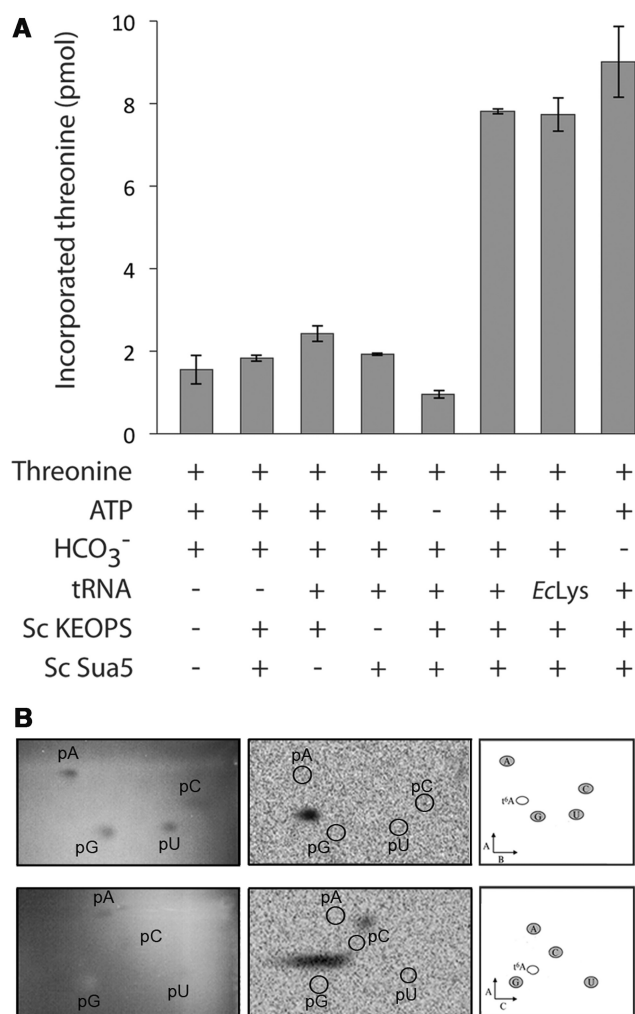 A
Incorporated threonine (pmol)
10
8
6
4
2
0
Threonine + + + + + + + +
ATP + + + + - + + +
HCO3- + + + + + + + -
tRNA - - + + + + EcLys +
Sc KEOPS - + + - + + + +
Sc Sua5 - + - + + + + +
B
pA
pC
pG
pU
pA
pC
pG
pU
A
C
t6A
G
U
A
B
pA
pC
pG
pU
pA
pC
pG
pU
A
C
t6A
G
U
A
C